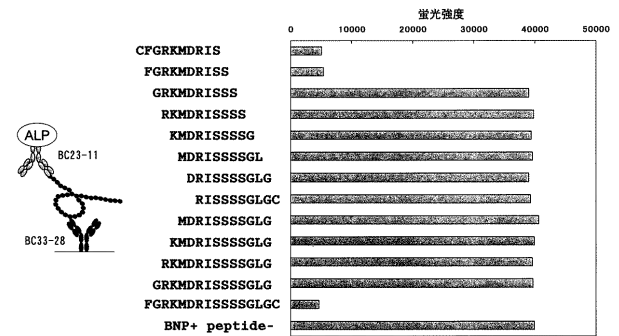 蛍光強度
0 10000 20000 30000 40000 50000
CFGRKMDRIS
FGRKMDRISS
GRKMDRISSS
RKMDRISSSS
KMDRISSSSG
MDRISSSSGL
DRISSSSGLG
RISSSSGLGC
MDRISSSSGLG
KMDRISSSSGLG
RKMDRISSSSGLG
GRKMDRISSSSGLG
FGRKMDRISSSSGLGC
BNP+ peptide-
ALP
BC23-11
BC33-28